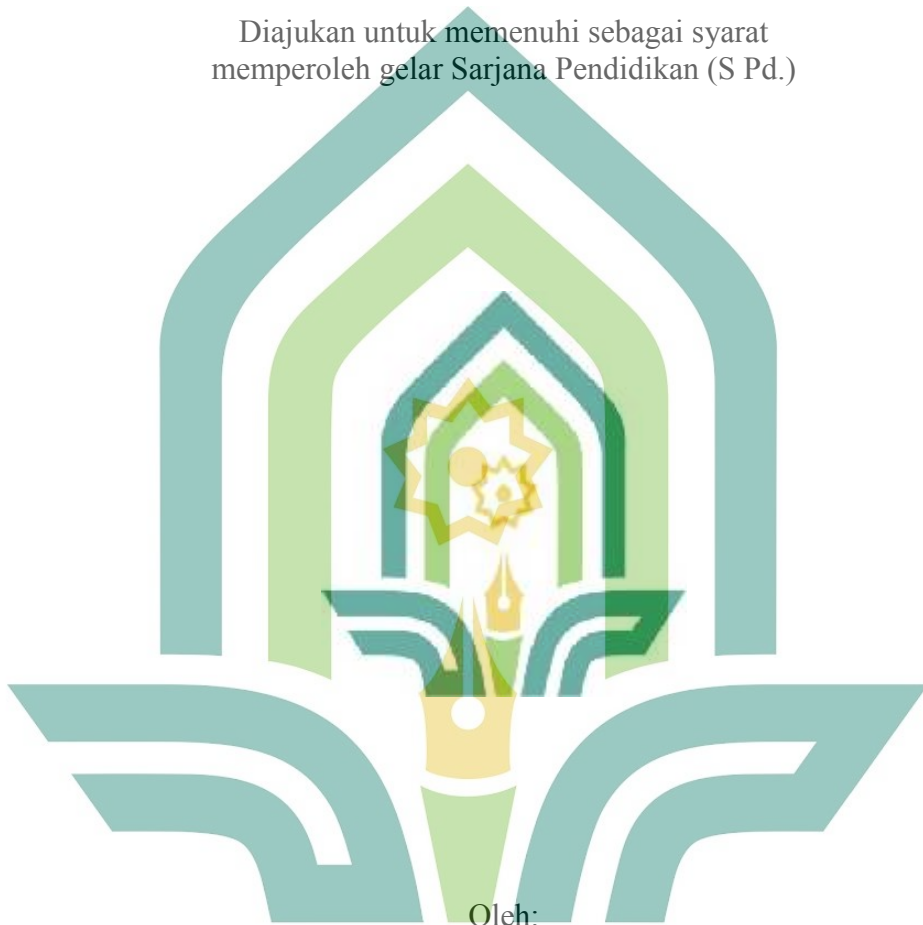 Diajukan untuk memenuhi sebagai syarat
memperoleh gelar Sarjana Pendidikan (S Pd.)
Oleh: